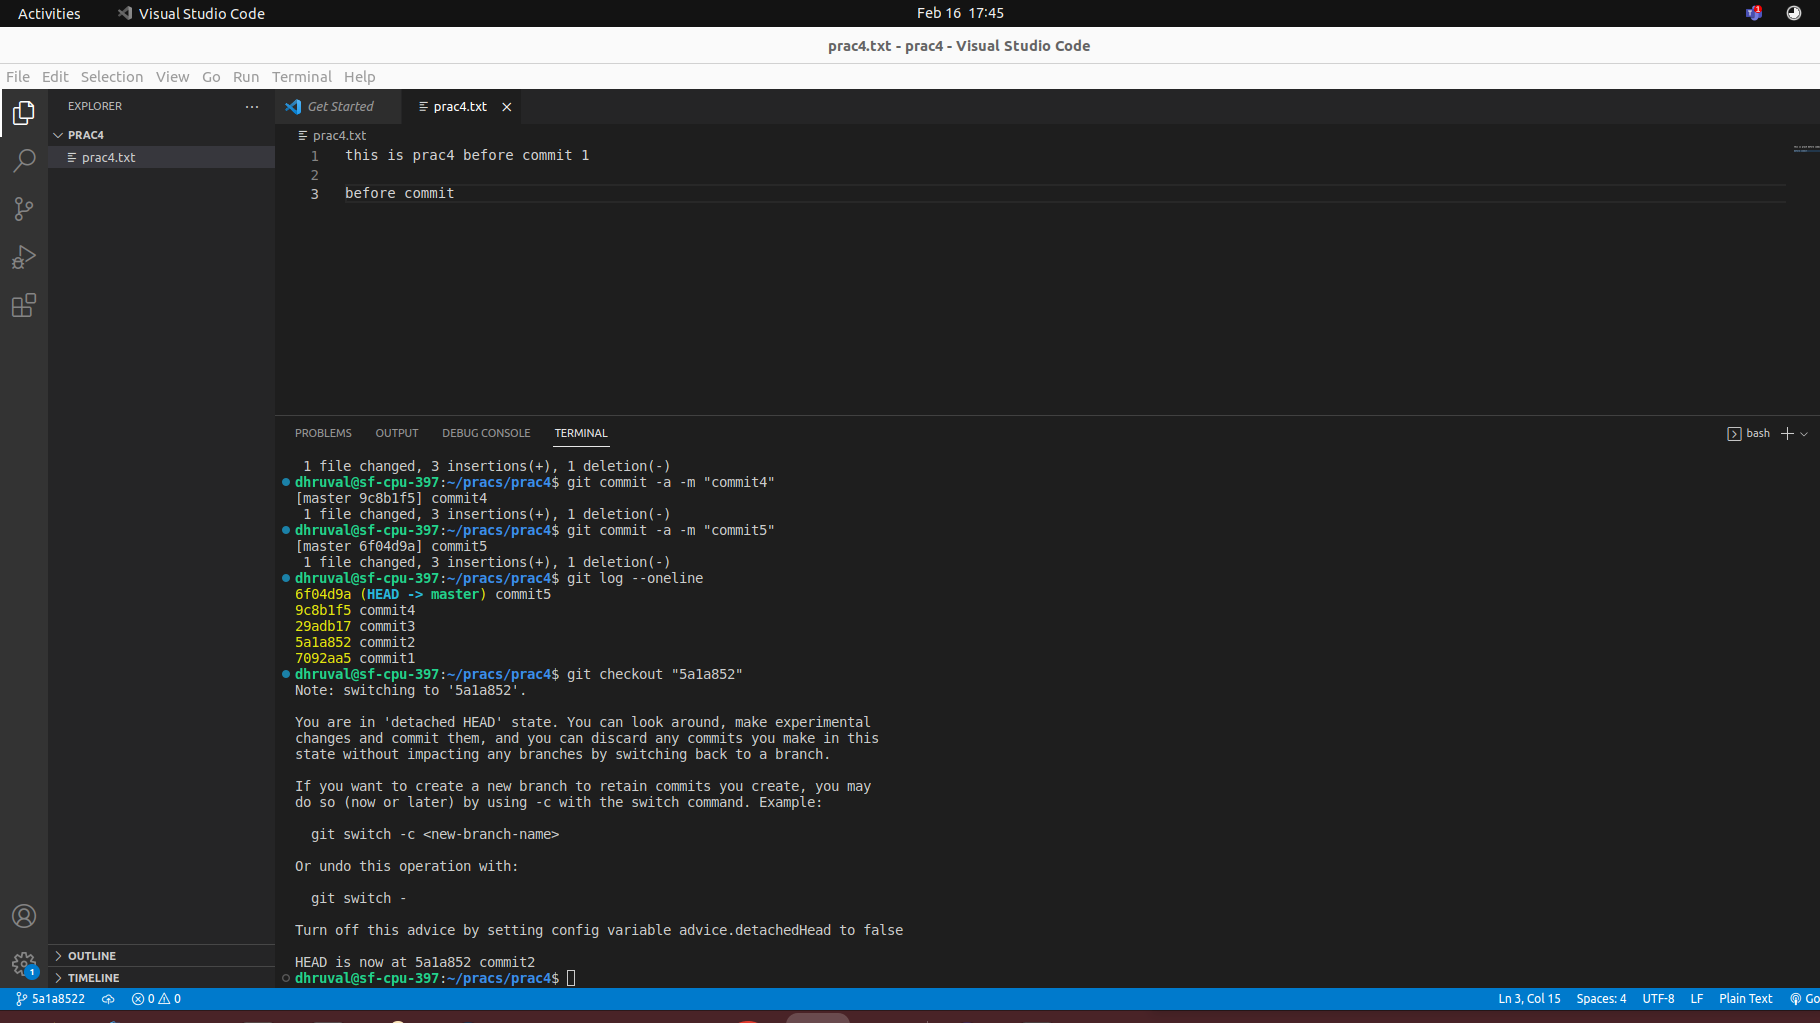 Activities Visual Studio Code Feb 16 17:45 1
prac4.txt - prac4 - Visual Studio Code
File Edit Selection View Go Run Terminal Help
EXPLORER ...
PRAC4
prac4.txt
Get Started prac4.txt
prac4.txt
1 this is prac4 before commit 1
2
3 before commit
PROBLEMS OUTPUT DEBUG CONSOLE TERMINAL bash
1 file changed, 3 insertions(+), 1 deletion(-)
dhruval@sf-cpu-397:~/pracs/prac4$ git commit -a -m "commit4"
[master 9c8b1f5] commit4
1 file changed, 3 insertions(+), 1 deletion(-)
dhruval@sf-cpu-397:~/pracs/prac4$ git commit -a -m "commit5"
[master 6f04d9a] commit5
1 file changed, 3 insertions(+), 1 deletion(-)
dhruval@sf-cpu-397:~/pracs/prac4$ git log --oneline
6f04d9a (HEAD -> master) commit5
9c8b1f5 commit4
29adb17 commit3
5a1a852 commit2
7092aa5 commit1
dhruval@sf-cpu-397:~/pracs/prac4$ git checkout "5a1a852"
Note: switching to '5a1a852'.
You are in 'detached HEAD' state. You can look around, make experimental
changes and commit them, and you can discard any commits you make in this
state without impacting any branches by switching back to a branch.
If you want to create a new branch to retain commits you create, you may
do so (now or later) by using -c with the switch command. Example:
git switch -c <new-branch-name>
Or undo this operation with:
git switch -
Turn off this advice by setting config variable advice.detachedHead to false
HEAD is now at 5a1a852 commit2
dhruval@sf-cpu-397:~/pracs/prac4$
OUTLINE
TIMELINE
1
5a1a8522 0 0 Ln 3, Col 15 Spaces: 4 UTF-8 LF Plain Text Go